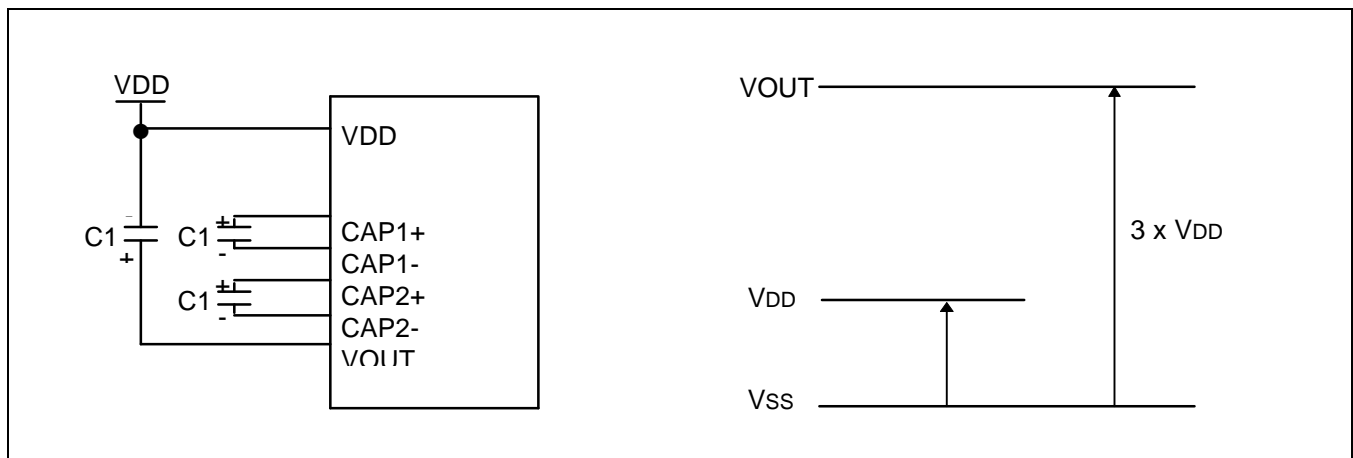 VDD
VDD
CAP1+
CAP1-
CAP2+
CAP2-
VOUT
C1
-
+
C1
+
-
C1
+
-
VOUT
3 x VDD
VDD
VSS